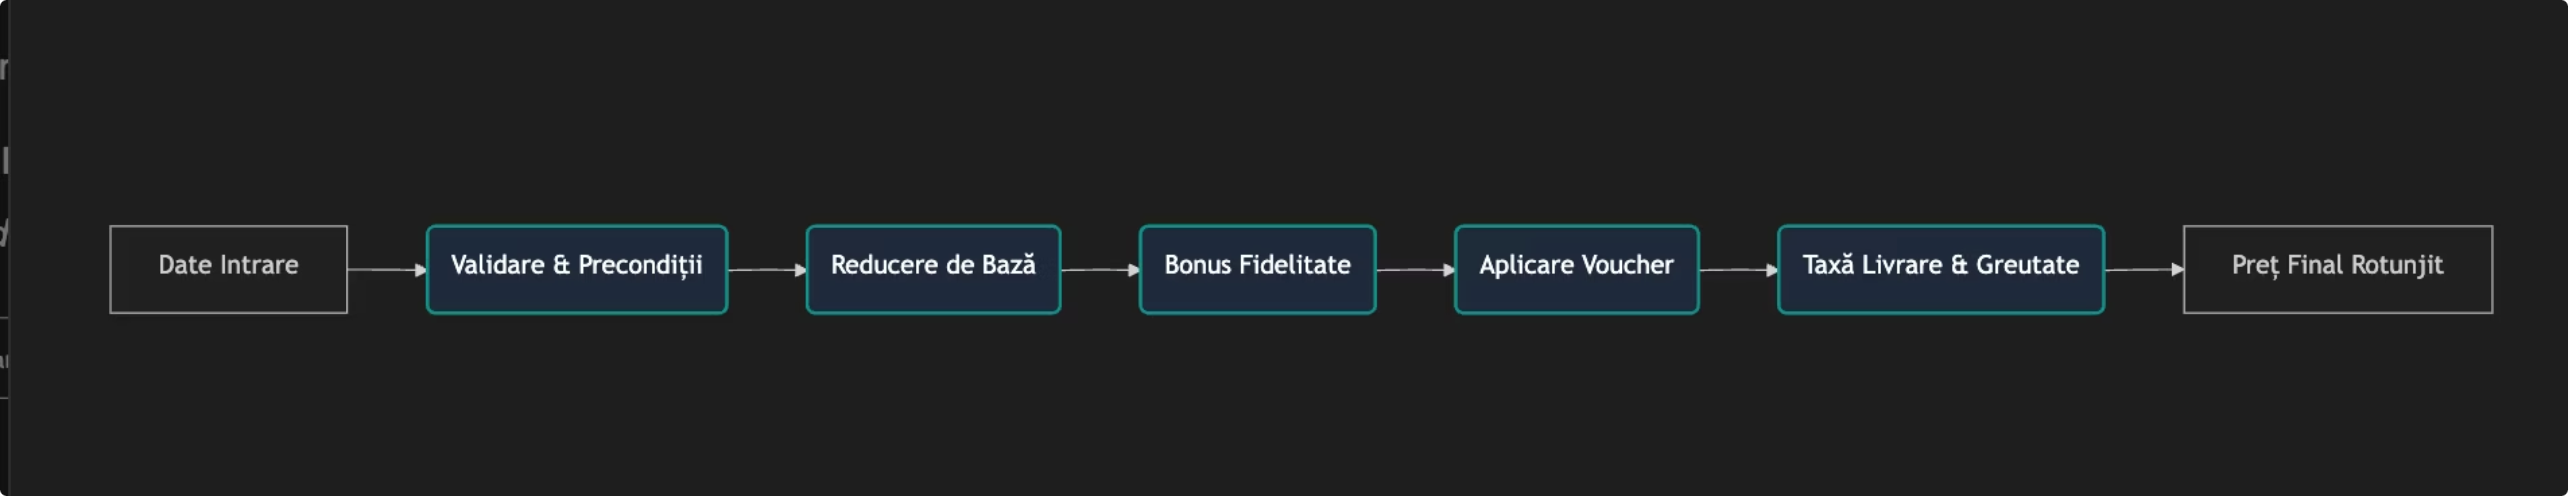 Date Intrare
Validare & Precondiții
Reducere de Bază
Bonus Fidelitate
Aplicare Voucher
Taxă Livrare & Greutate
Preț Final Rotunjit